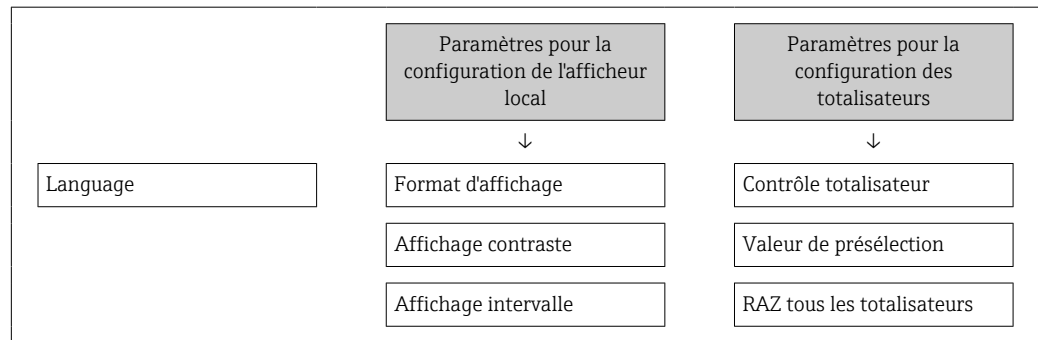 Paramètres pour la
configuration de l'afficheur
local
Paramètres pour la
configuration des
totalisateurs
↓
↓
Language
Format d'affichage
Contrôle totalisateur
Affichage contraste
Valeur de présélection
Affichage intervalle
RAZ tous les totalisateurs